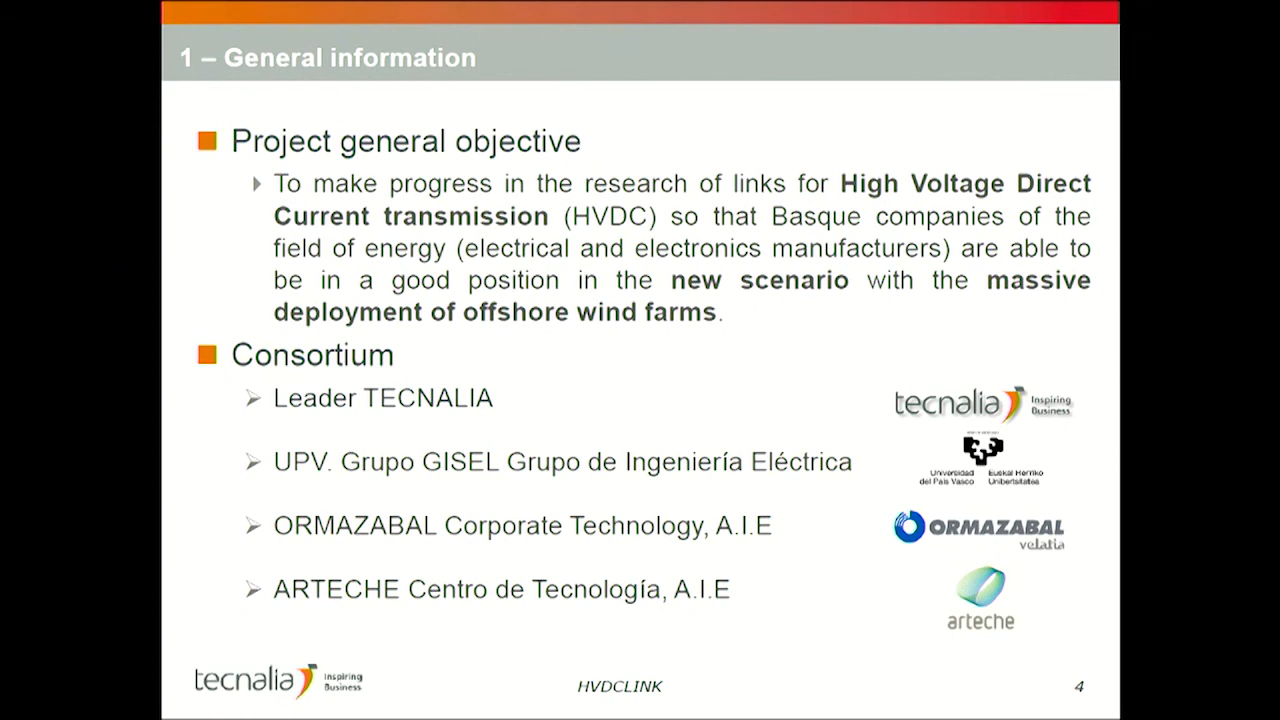 1 – General information
Project general objective
To make progress in the research of links for High Voltage Direct
Current transmission (HVDC) so that Basque companies of the
field of energy (electrical and electronics manufacturers) are able to
be in a good position in the new scenario with the massive
deployment of offshore wind farms.
Consortium
Leader TECNALIA
tecnalia Inspiring
Business
UPV. Grupo GISEL Grupo de Ingeniería Eléctrica
Universidad Euskal Herriko
del País Vasco Unibertsitatea
ORMAZABAL Corporate Technology, A.I.E
ORMAZABAL
velatia
ARTECHE Centro de Tecnología, A.I.E
arteche
tecnalia Inspiring
Business
HVDCLINK
4